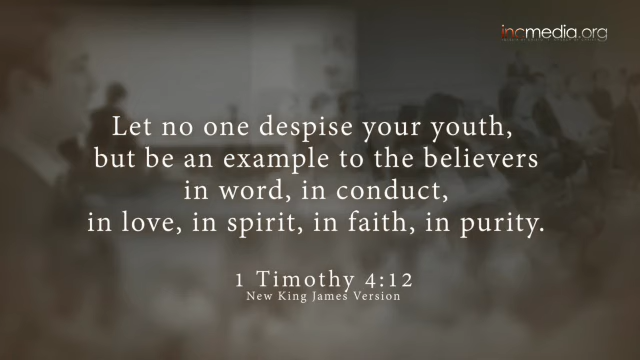 incmedia.org
Let no one despise your youth,
but be an example to the believers
in word, in conduct,
in love, in spirit, in faith, in purity.
1 Timothy 4:12
New King James Version